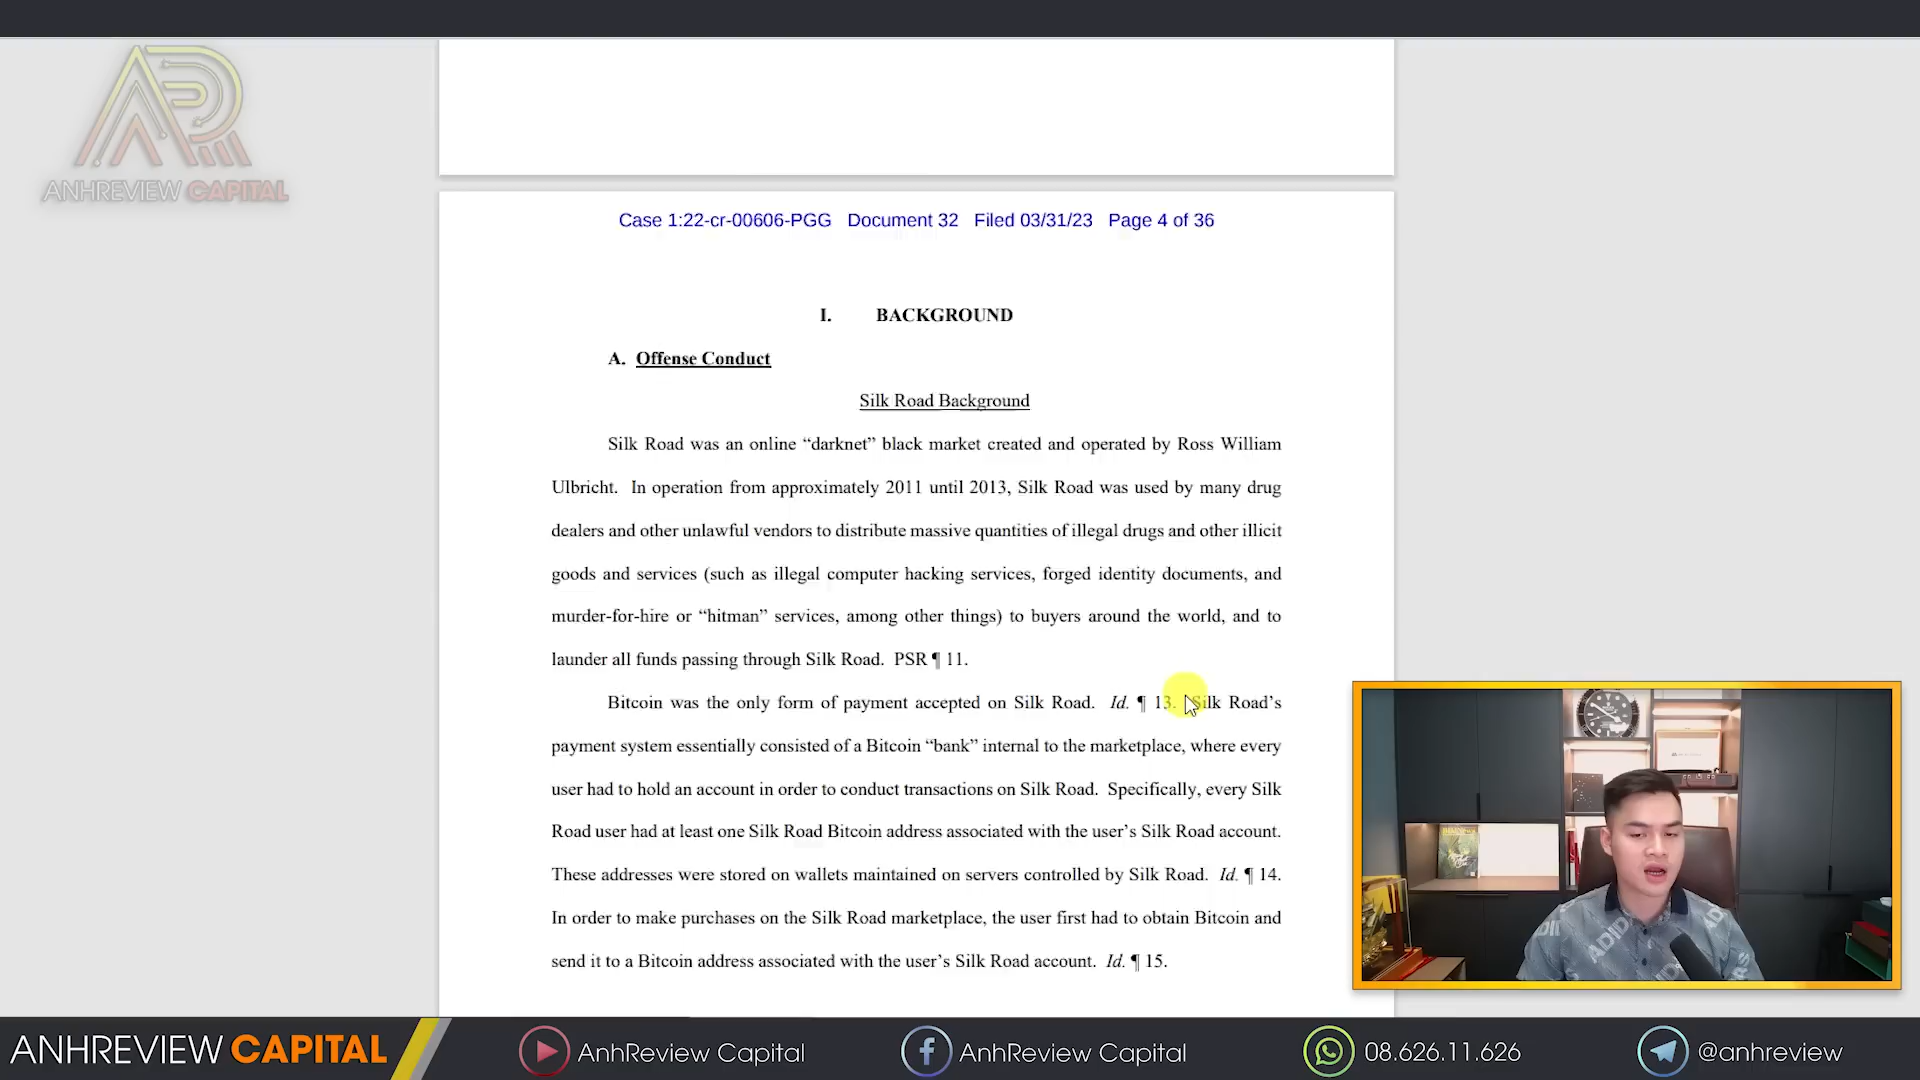 ANHREVIEW CAPITAL
Case 1:22-cr-00606-PGG Document 32 Filed 03/31/23 Page 4 of 36
I. BACKGROUND
A. Offense Conduct
Silk Road Background
Silk Road was an online “darknet” black market created and operated by Ross William
Ulbricht. In operation from approximately 2011 until 2013, Silk Road was used by many drug
dealers and other unlawful vendors to distribute massive quantities of illegal drugs and other illicit
goods and services (such as illegal computer hacking services, forged identity documents, and
murder-for-hire or “hitman” services, among other things) to buyers around the world, and to
launder all funds passing through Silk Road. PSR ¶ 11.
Bitcoin was the only form of payment accepted on Silk Road. Id. ¶ 13. Silk Road’s
payment system essentially consisted of a Bitcoin “bank” internal to the marketplace, where every
user had to hold an account in order to conduct transactions on Silk Road. Specifically, every Silk
Road user had at least one Silk Road Bitcoin address associated with the user’s Silk Road account.
These addresses were stored on wallets maintained on servers controlled by Silk Road. Id. ¶ 14.
In order to make purchases on the Silk Road marketplace, the user first had to obtain Bitcoin and
send it to a Bitcoin address associated with the user’s Silk Road account. Id. ¶ 15.
ANHREVIEW CAPITAL
AnhReview Capital
AnhReview Capital
08.626.11.626
@anhreview